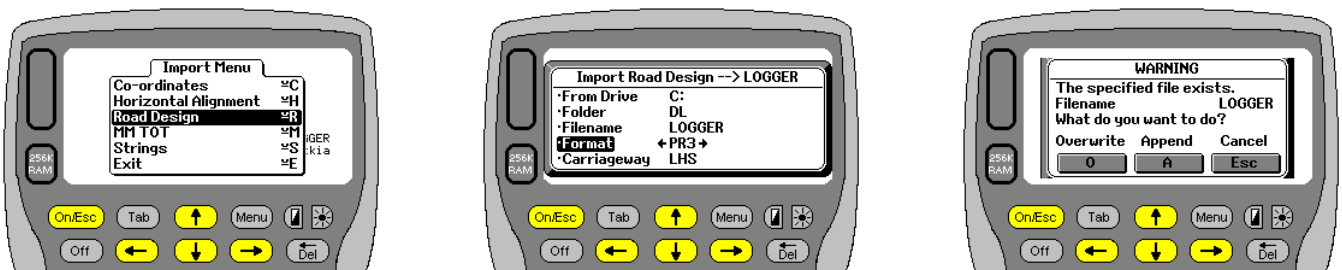 Import Menu
Co-ordinates ≃C
Horizontal Alignment ≃H
Road Design ≃R
MM TOT ≃M
Strings ≃S
Exit ≃E
GER
kia
256K
RAM
On/Esc Tab Menu
Off Del
Import Road Design --> LOGGER
·From Drive C:
·Folder DL
·Filename LOGGER
·Format ←PR3→
·Carriageway LHS
256K
RAM
On/Esc Tab Menu
Off Del
WARNING
The specified file exists.
Filename LOGGER
What do you want to do?
Overwrite Append Cancel
O A Esc
256K
RAM
On/Esc Tab Menu
Off Del